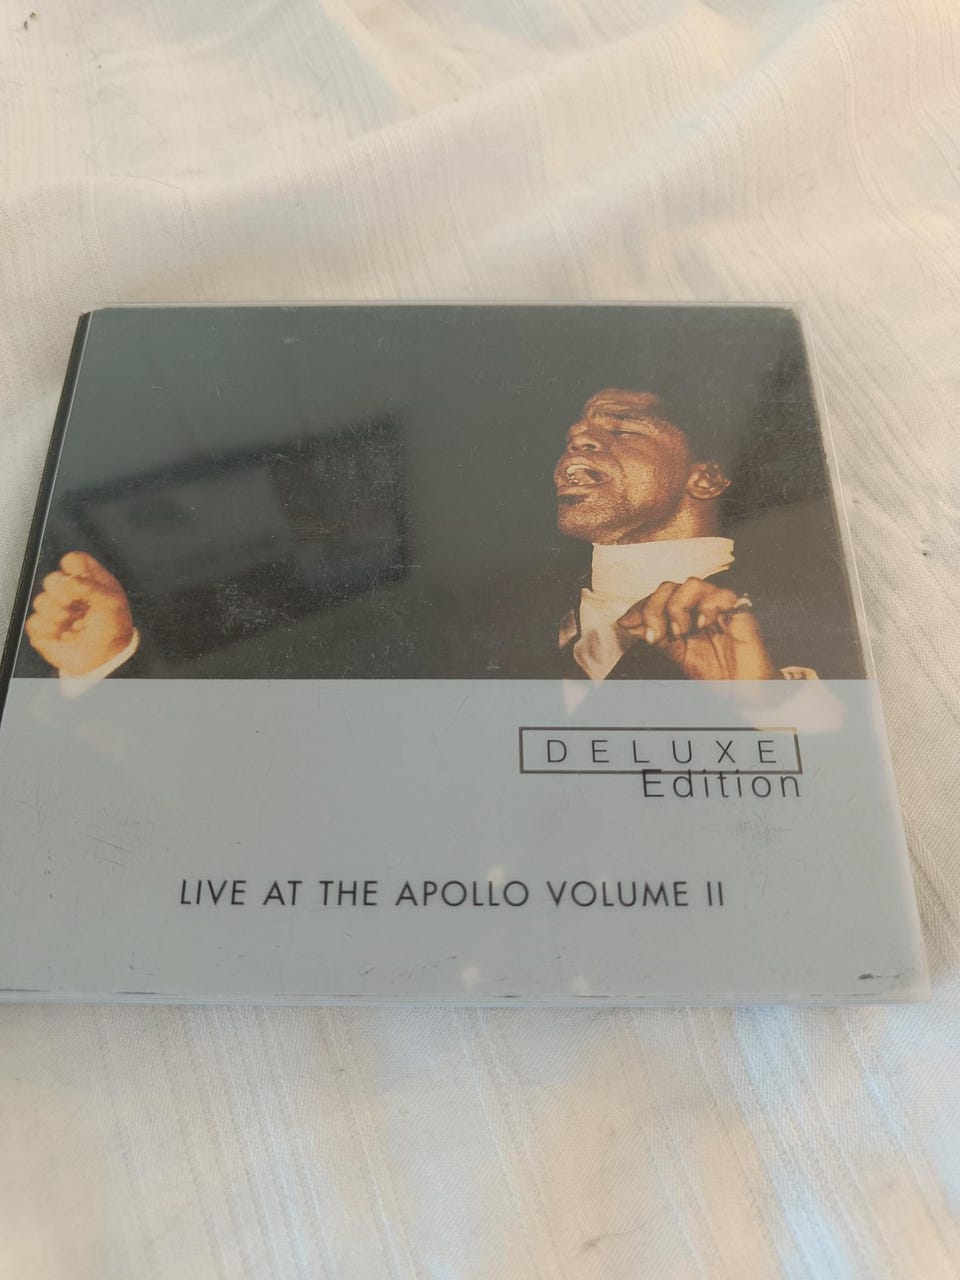 DELUXE
Edition
LIVE AT THE APOLLO VOLUME II